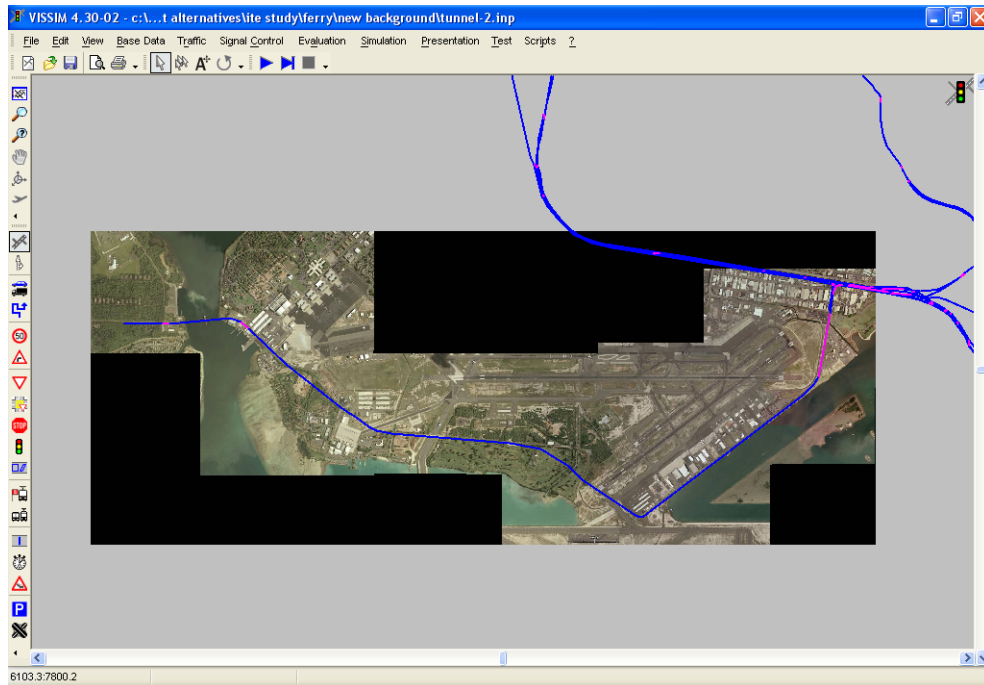 VISSIM 4.30-02 - c:\...t alternatives\ite study\ferry\new background\tunnel-2.inp
File Edit View Base Data Traffic Signal Control Evaluation Simulation Presentation Test Scripts ?
A
50
STOP
P
6103.3:7800.2